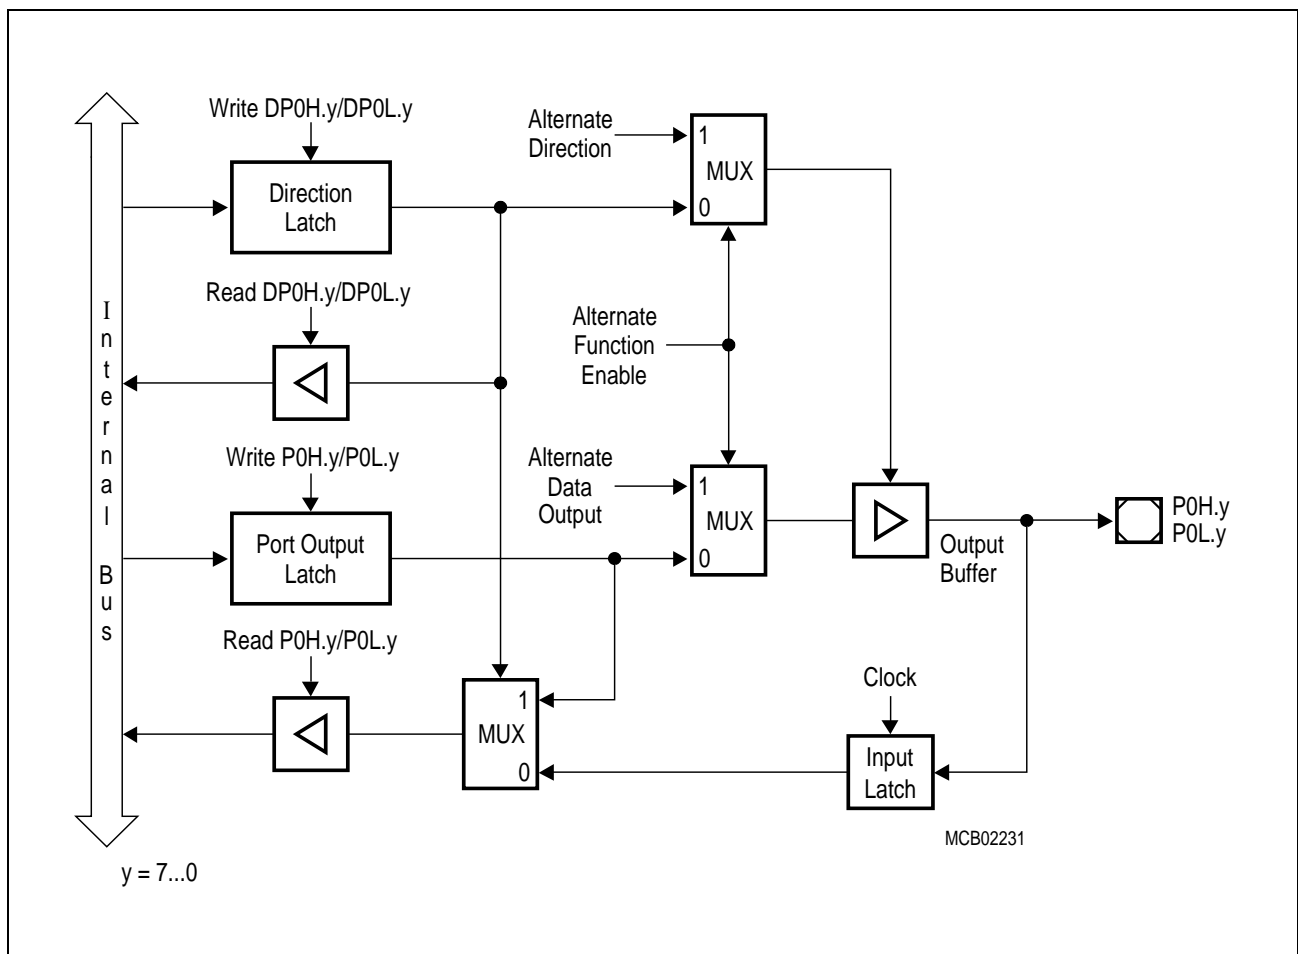 Write DP0H.y/DP0L.y
Alternate
Direction
1
MUX
0
Direction
Latch
Read DP0H.y/DP0L.y
Alternate
Function
Enable
Internal Bus
Write P0H.y/P0L.y
Alternate
Data
Output
1
MUX
0
Port Output
Latch
Output
Buffer
P0H.y
P0L.y
Read P0H.y/P0L.y
1
MUX
0
Clock
Input
Latch
MCB02231
y = 7...0